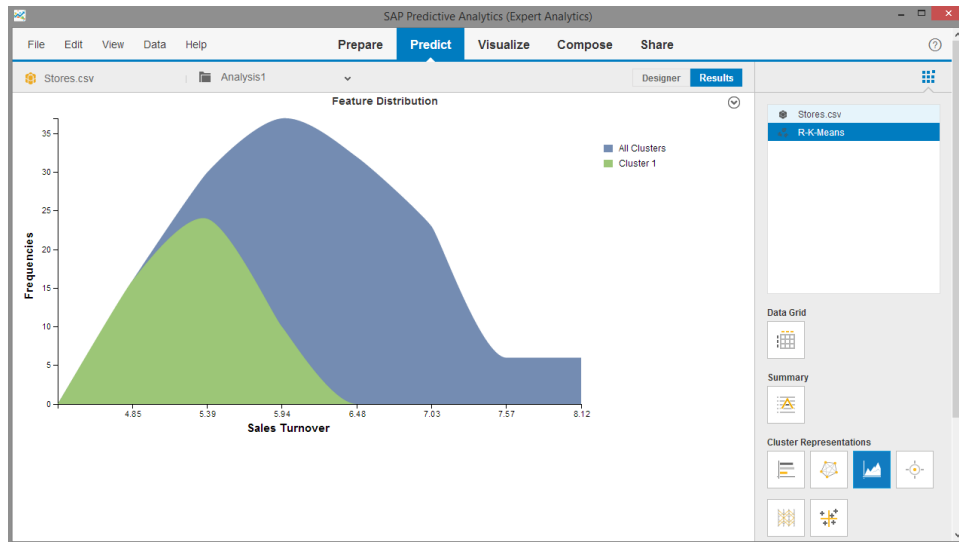 SAP Predictive Analytics (Expert Analytics)
File Edit View Data Help Prepare Predict Visualize Compose Share
Stores.csv Analysis1 Designer Results
Feature Distribution
All Clusters
Cluster 1
Frequencies
35
30
25
20
15
10
5
0
4.85 5.39 5.94 6.48 7.03 7.57 8.12
Sales Turnover
Stores.csv
R-K-Means
Data Grid
Summary
Cluster Representations